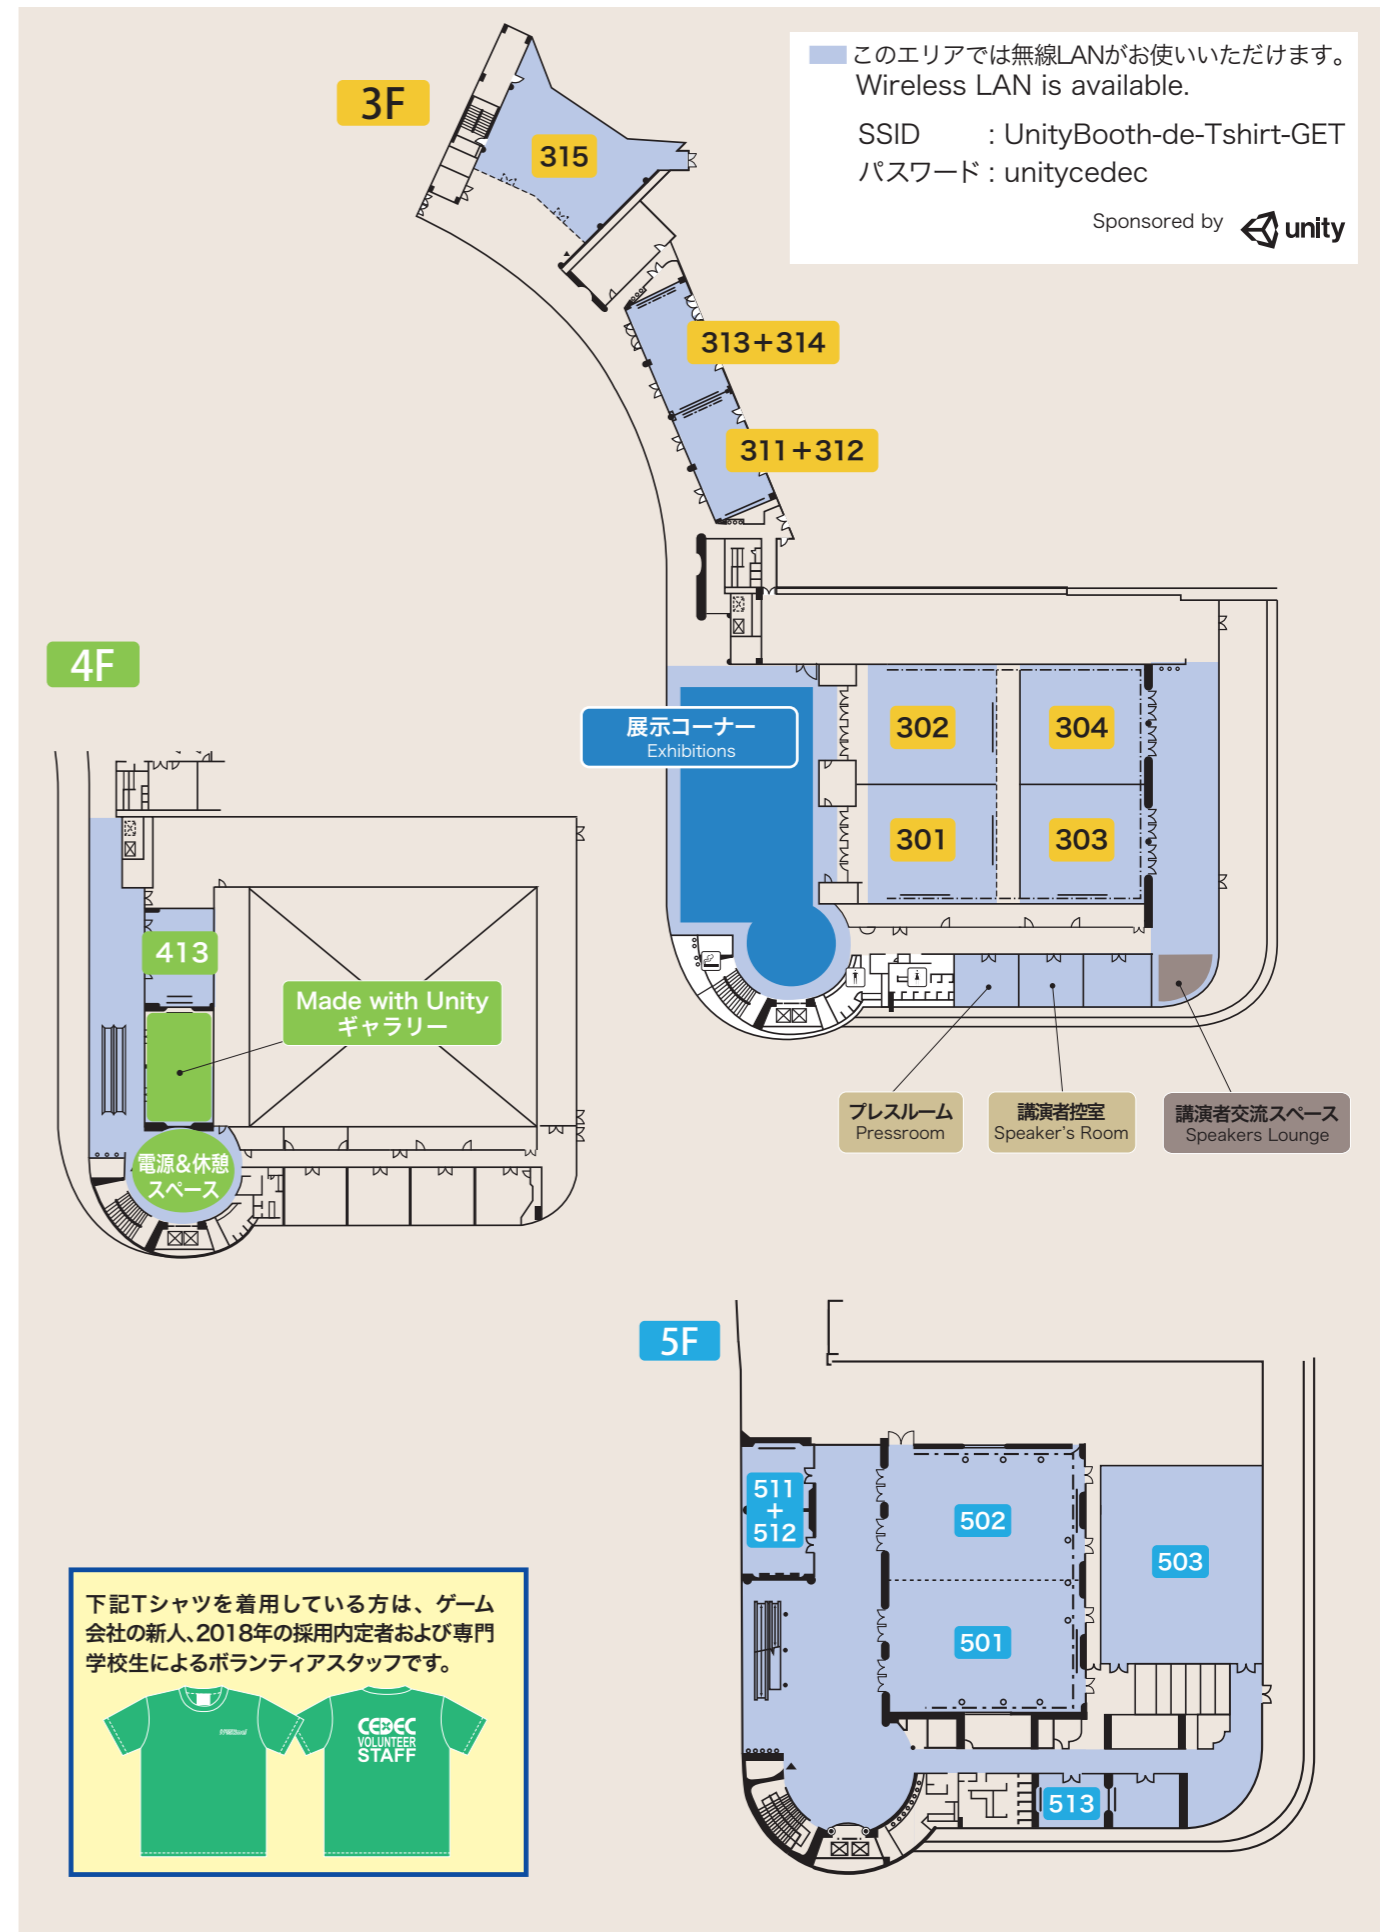 3F
このエリアでは無線LANがお使いいただけます。
Wireless LAN is available.
SSID : UnityBooth-de-Tshirt-GET
パスワード : unitycedec
Sponsored by unity
315
313+314
311+312
4F
展示コーナー
Exhibitions
302
304
301
303
413
Made with Unity
ギャラリー
プレスルーム
Pressroom
講演者控室
Speaker's Room
講演者交流スペース
Speakers Lounge
電源&休憩
スペース
5F
511
+
512
502
503
501
513
下記Tシャツを着用している方は、ゲーム
会社の新人、2018年の採用内定者および専門
学校生によるボランティアスタッフです。
CEDEC
VOLUNTEER
STAFF